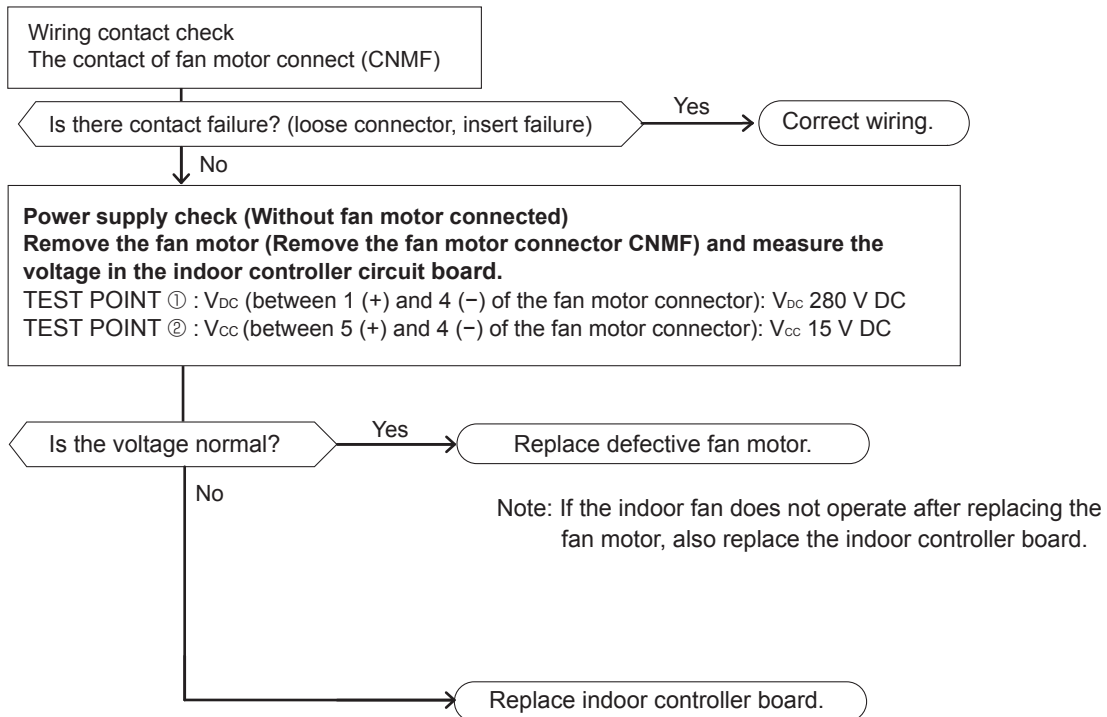 Wiring contact check
The contact of fan motor connect (CNMF)
Is there contact failure? (loose connector, insert failure)
Yes
Correct wiring.
No
Power supply check (Without fan motor connected)
Remove the fan motor (Remove the fan motor connector CNMF) and measure the
voltage in the indoor controller circuit board.
TEST POINT ① : VDC (between 1 (+) and 4 (−) of the fan motor connector): VDC 280 V DC
TEST POINT ② : VCC (between 5 (+) and 4 (−) of the fan motor connector): Vcc 15 V DC
Is the voltage normal?
Yes
Replace defective fan motor.
No
Note: If the indoor fan does not operate after replacing the
fan motor, also replace the indoor controller board.
Replace indoor controller board.